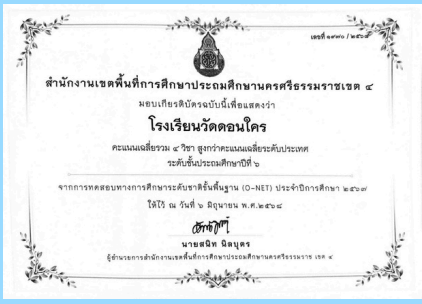 เลขที่ ๑๙๗๐ / ๒๕๖๘
สำนักงานเขตพื้นที่การศึกษาประถมศึกษานครศรีธรรมราชเขต ๔
มอบเกียรติบัตรฉบับนี้เพื่อแสดงว่า
โรงเรียนวัดดอนใคร
คะแนนเฉลี่ยรวม ๔ วิชา สูงกว่าคะแนนเฉลี่ยระดับประเทศ
ระดับชั้นประถมศึกษาปีที่ ๖
จากการทดสอบทางการศึกษาระดับชาติขั้นพื้นฐาน (O-NET) ประจำปีการศึกษา ๒๕๖๗
ให้ไว้ ณ วันที่ ๖ มิถุนายน พ.ศ.๒๕๖๘
นายสนิท นิลบุตร
ผู้อำนวยการสำนักงานเขตพื้นที่การศึกษาประถมศึกษานครศรีธรรมราช เขต ๔